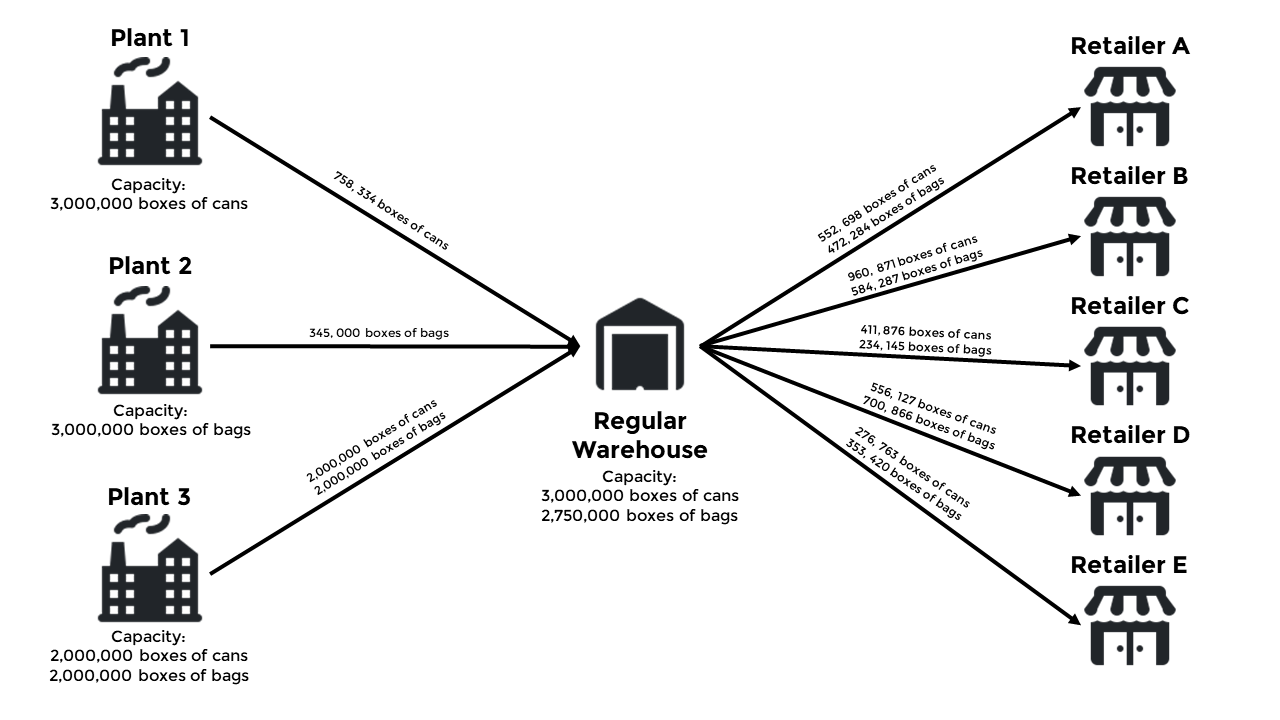 Plant 1
Capacity:
3,000,000 boxes of cans
758, 334 boxes of cans
Plant 2
Capacity:
3,000,000 boxes of bags
345, 000 boxes of bags
Plant 3
Capacity:
2,000,000 boxes of cans
2,000,000 boxes of bags
2,000,000 boxes of cans
2,000,000 boxes of bags
Regular
Warehouse
Capacity:
3,000,000 boxes of cans
2,750,000 boxes of bags
552, 698 boxes of cans
472, 284 boxes of bags
Retailer A
960, 871 boxes of cans
584, 287 boxes of bags
Retailer B
411, 876 boxes of cans
234, 145 boxes of bags
Retailer C
556, 127 boxes of cans
700, 866 boxes of bags
Retailer D
276, 763 boxes of cans
353, 420 boxes of bags
Retailer E